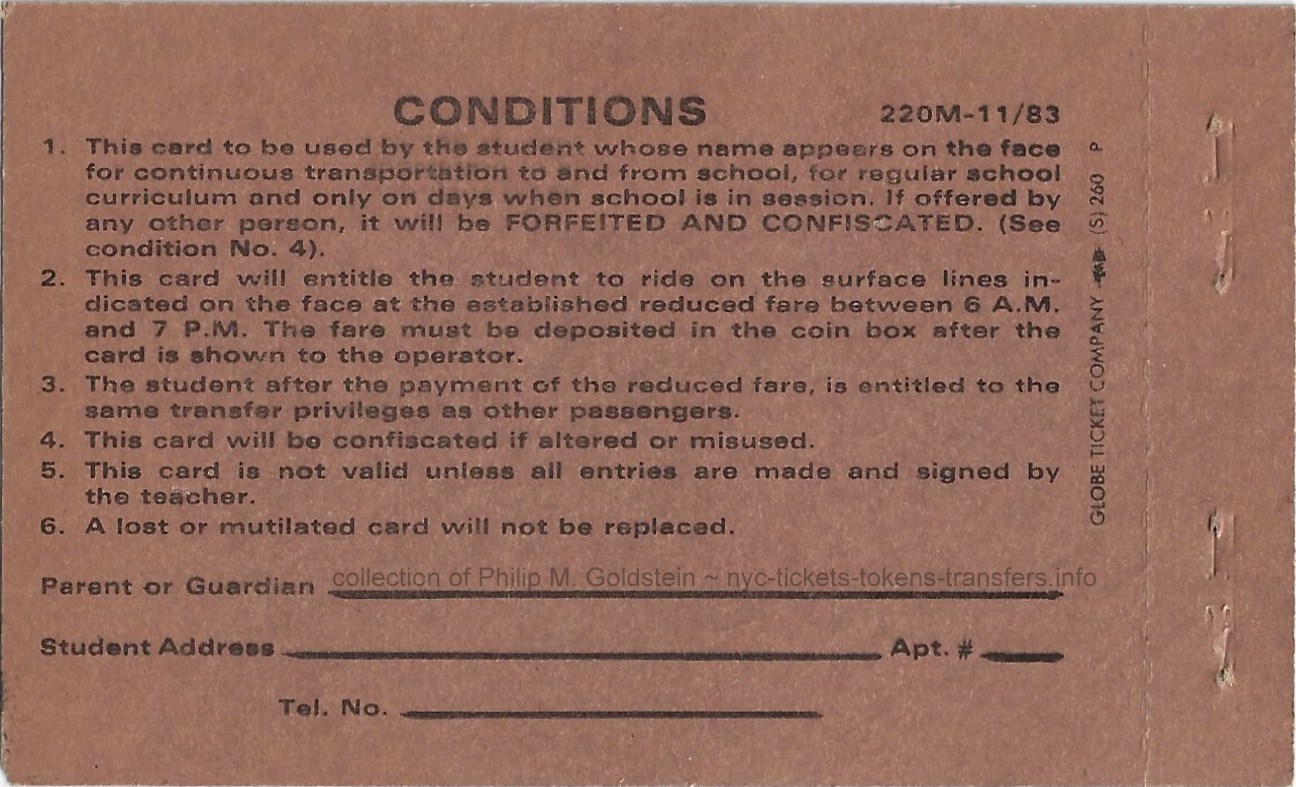 CONDITIONS 220M-11/83
1. This card to be used by the student whose name appears on the face
for continuous transportation to and from school, for regular school
curriculum and only on days when school is in session. If offered by
any other person, it will be FORFEITED AND CONFISCATED. (See
condition No. 4).
2. This card will entitle the student to ride on the surface lines in-
dicated on the face at the established reduced fare between 6 A.M.
and 7 P.M. The fare must be deposited in the coin box after the
card is shown to the operator.
3. The student after the payment of the reduced fare, is entitled to the
same transfer privileges as other passengers.
4. This card will be confiscated if altered or misused.
5. This card is not valid unless all entries are made and signed by
the teacher.
6. A lost or mutilated card will not be replaced.
GLOBE TICKET COMPANY (S) 260 P
Parent or Guardian
collection of Philip M. Goldstein ~ nyc-tickets-tokens-transfers.info
Student Address Apt. #
Tel. No.